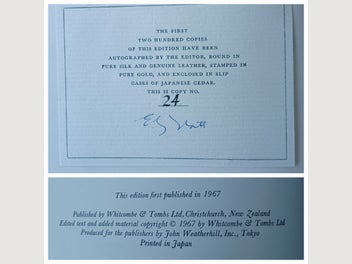 THE FIRST
TWO HUNDRED COPIES
OF THIS EDITION HAVE BEEN
AUTOGRAPHED BY THE EDITOR, BOUND IN
PURE SILK AND GENUINE LEATHER, STAMPED IN
PURE GOLD, AND ENCLOSED IN SLIP
CASES OF JAPANESE CEDAR.
THIS IS COPY NO.
24
This edition first published in 1967
Published by Whitcombe & Tombs Ltd, Christchurch, New Zealand
Edited text and added material copyright © 1967 by Whitcombe & Tombs Ltd
Produced for the publishers by John Weatherhill, Inc., Tokyo
Printed in Japan